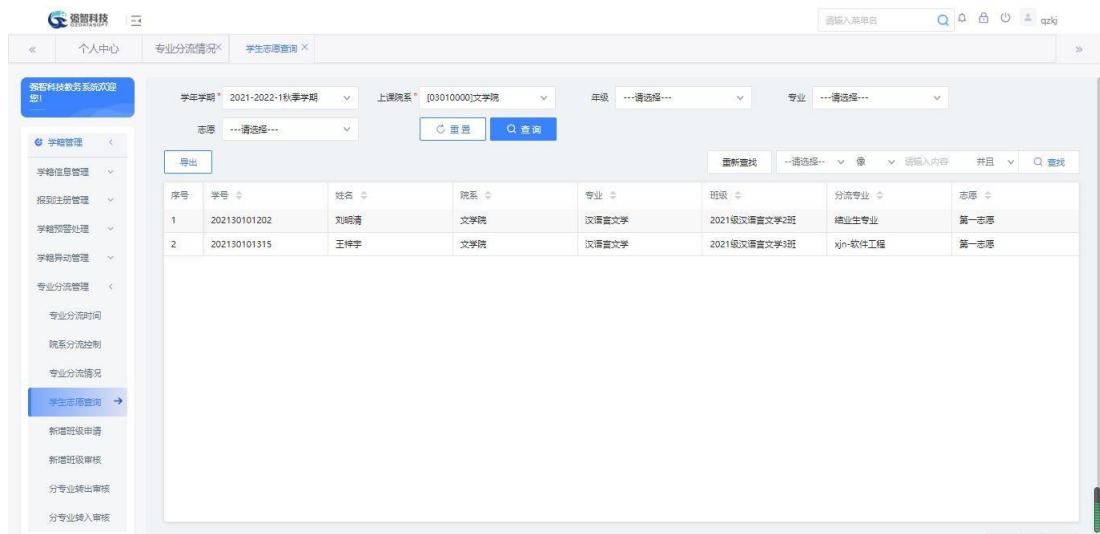 强智科技
QZDATASOFT
请输入菜单名
qzkj
«
个人中心
专业分流情况×
学生志愿查询 ×
»
强智科技教务系统欢迎
您!
学籍管理
学籍信息管理
报到注册管理
学籍预警处理
学籍异动管理
专业分流管理
专业分流时间
院系分流控制
专业分流情况
学生志愿查询 →
新增班级申请
新增班级审核
分专业转出审核
分专业转入审核
学年学期* 2021-2022-1秋季学期 上课院系* [03010000]文学院 年级 ---请选择--- 专业 ---请选择---
志愿 ---请选择--- 重置 查询
导出 重新查找 --请选择-- 像 请输入内容 并且 查找
序号 学号 姓名 院系 专业 班级 分流专业 志愿
1 202130101202 刘明清 文学院 汉语言文学 2021级汉语言文学2班 结业生专业 第一志愿
2 202130101315 王梓宇 文学院 汉语言文学 2021级汉语言文学3班 xjn-软件工程 第一志愿